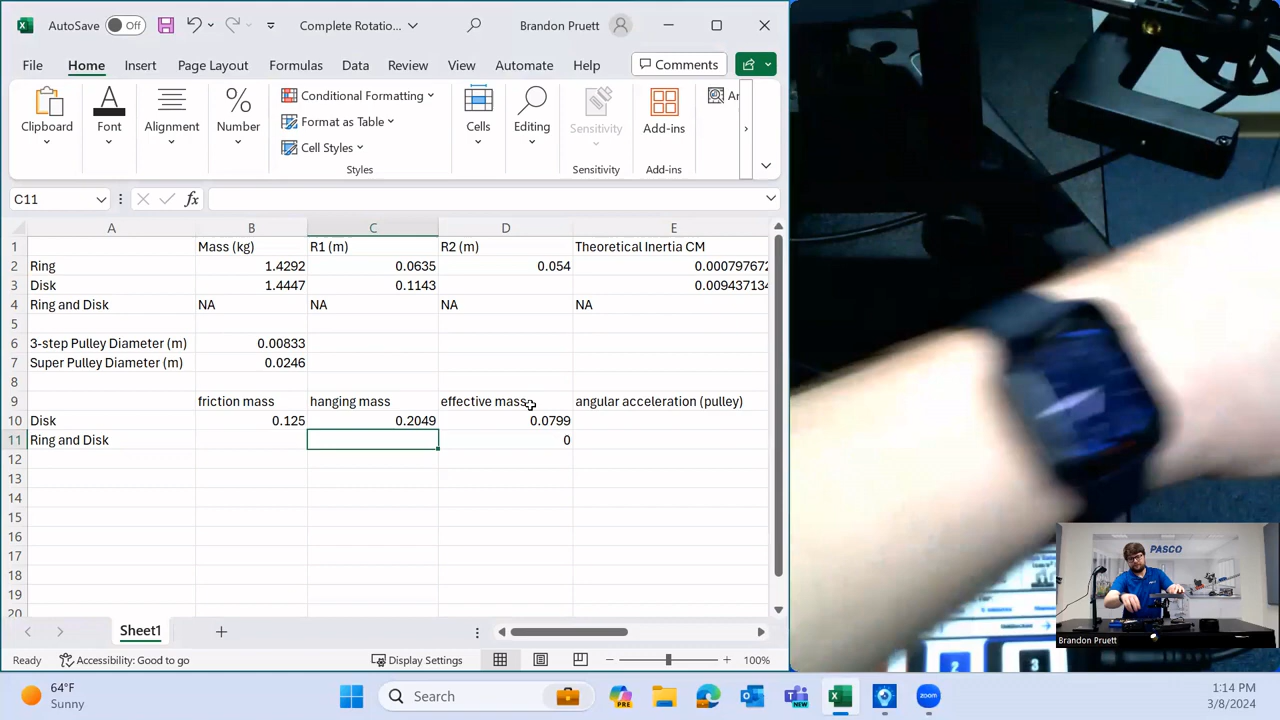 AutoSave Off Complete Rotatio... Brandon Pruett
File Home Insert Page Layout Formulas Data Review View Automate Help Comments
Clipboard Font Alignment Number Conditional Formatting Format as Table Cell Styles Cells Editing Sensitivity Add-ins Ar
Styles Sensitivity Add-ins
C11 fx
A B C D E
1 Mass (kg) R1 (m) R2 (m) Theoretical Inertia CM
2 Ring 1.4292 0.0635 0.054 0.000797672
3 Disk 1.4447 0.1143 0.009437134
4 Ring and Disk NA NA NA NA
5
6 3-step Pulley Diameter (m) 0.00833
7 Super Pulley Diameter (m) 0.0246
8
9 friction mass hanging mass effective mass angular acceleration (pulley)
10 Disk 0.125 0.2049 0.0799
11 Ring and Disk 0
12
13
14
15
16
17
18
19
20
Sheet1
Ready Accessibility: Good to go Display Settings 100%
2 3
PASCO
Brandon Pruett
64°F
Sunny
Search
PRE
NEW
zoom
1:14 PM
3/8/2024